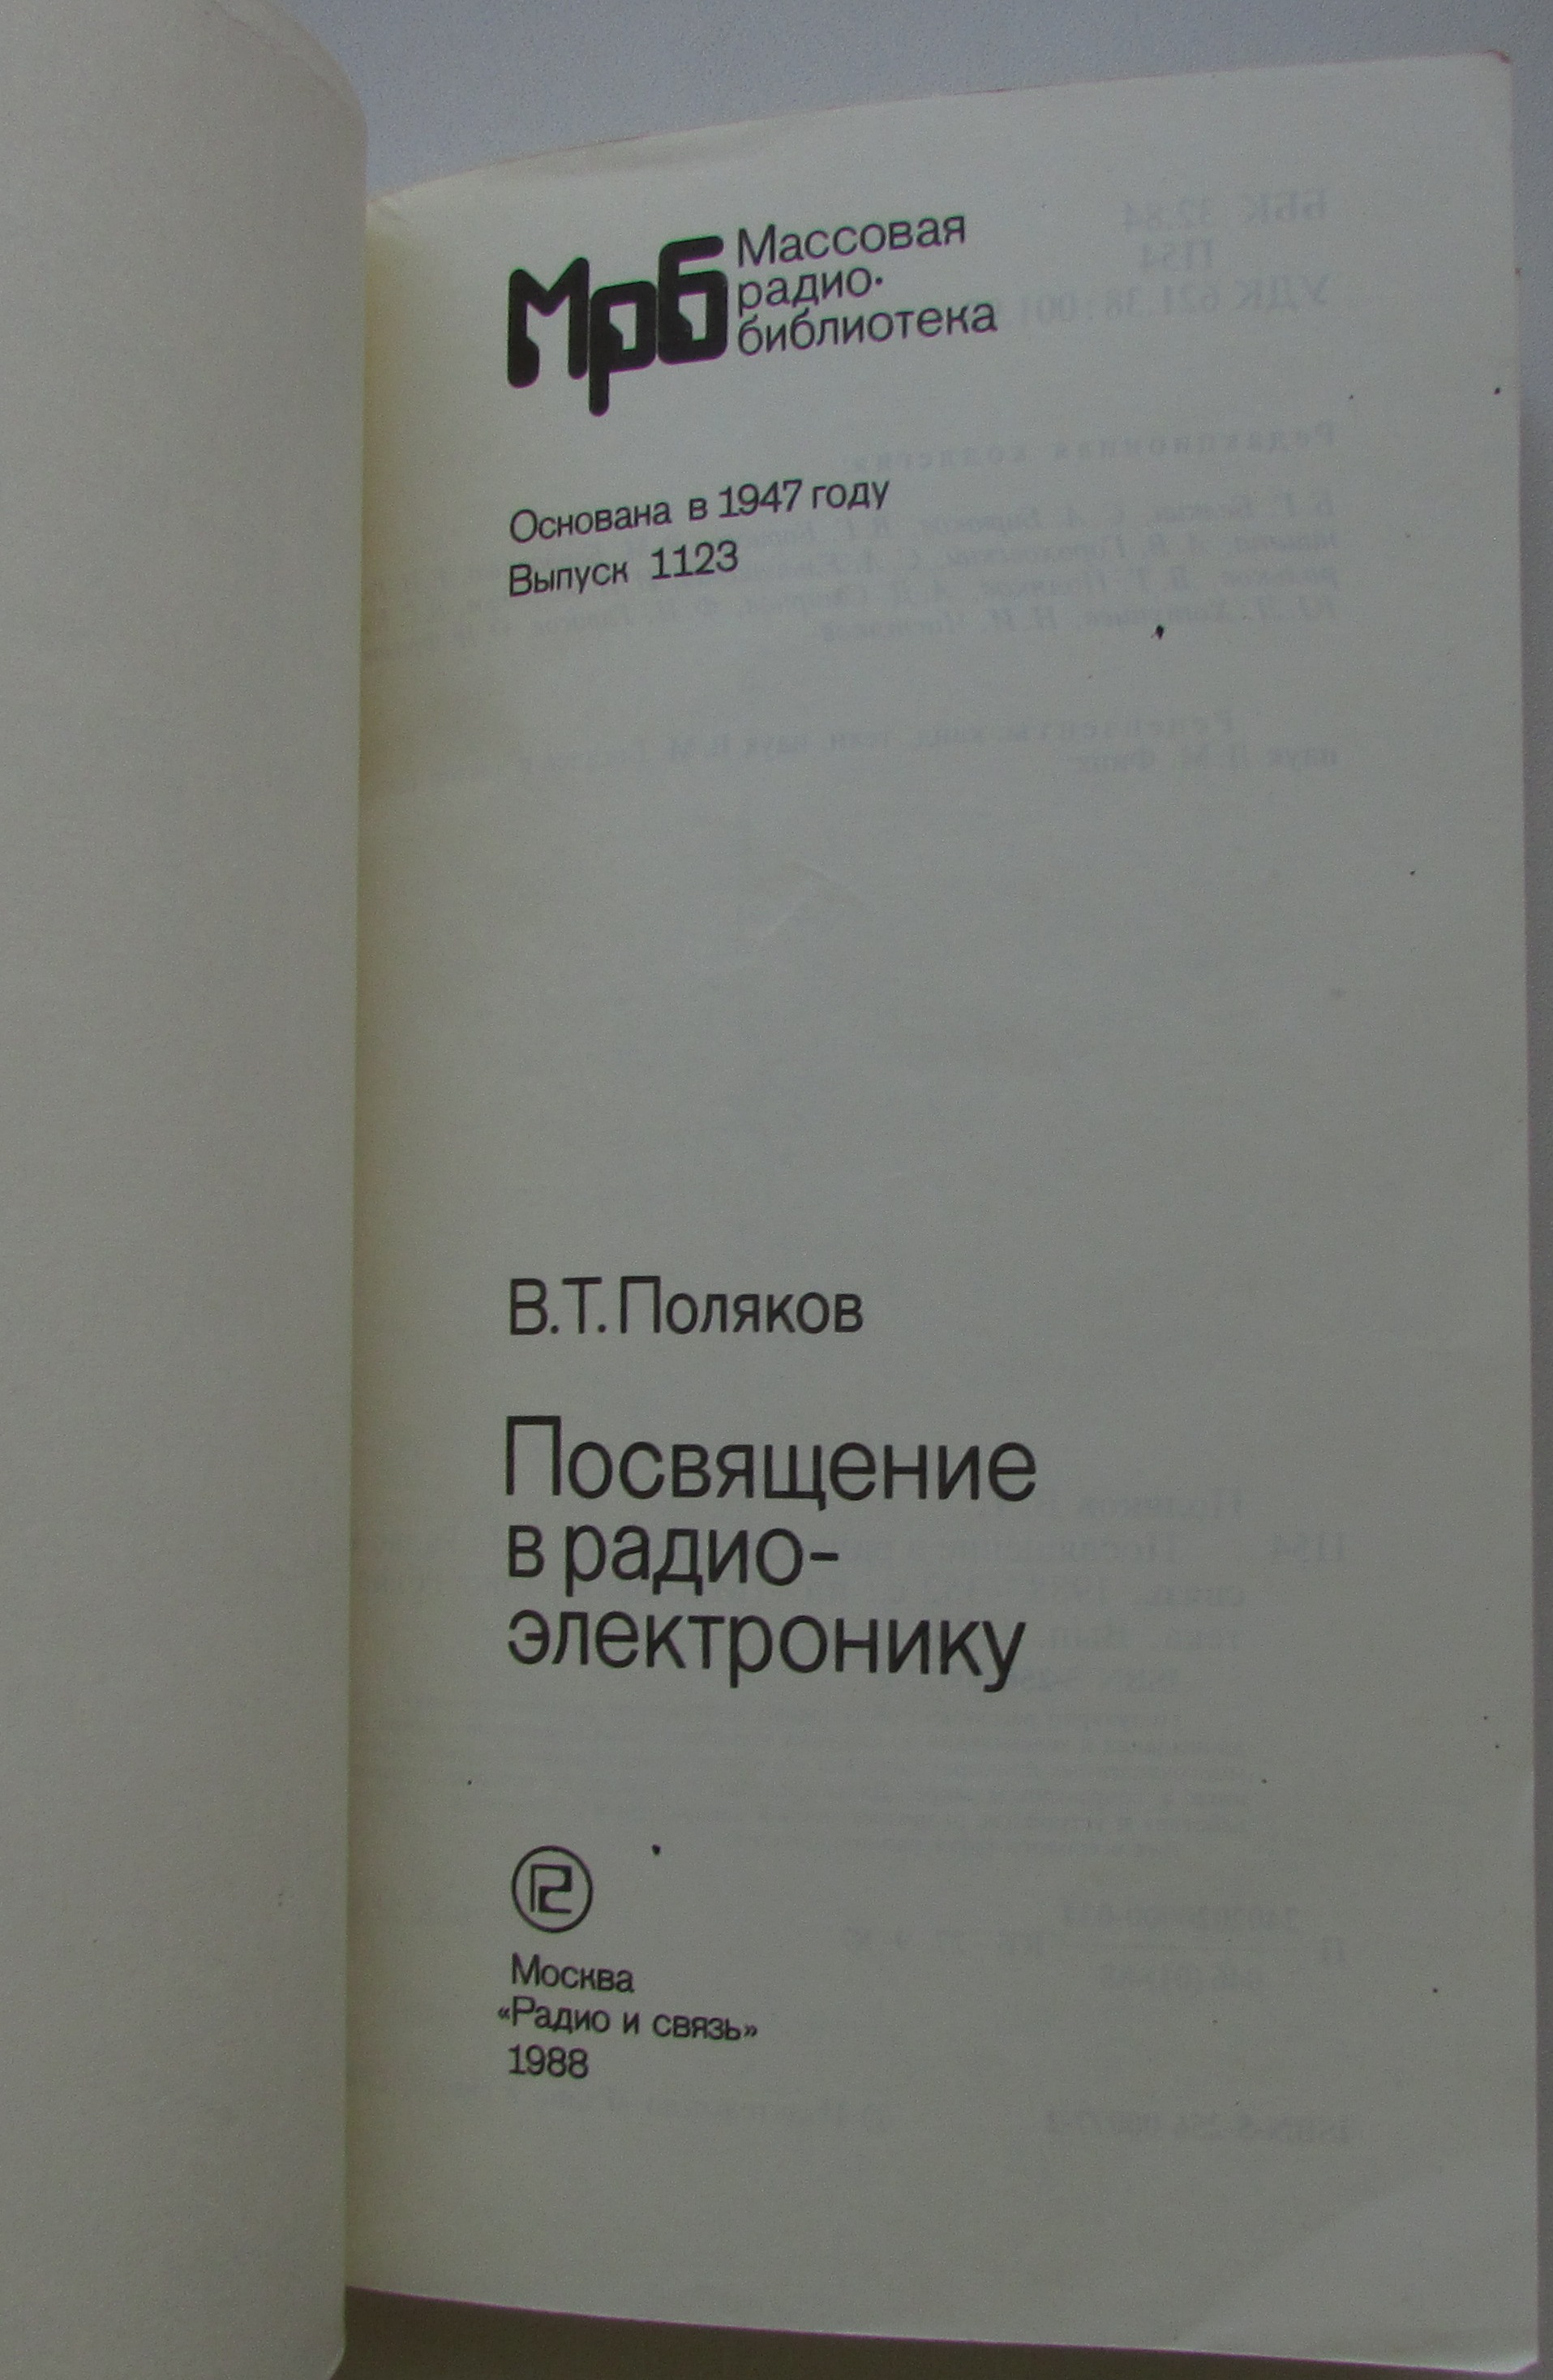 Мрб
Массовая
радио-
библиотека
Основана в 1947 году
Выпуск 1123
В.Т. Поляков
Посвящение
в радио-
электронику
Москва
«Радио и связь»
1988